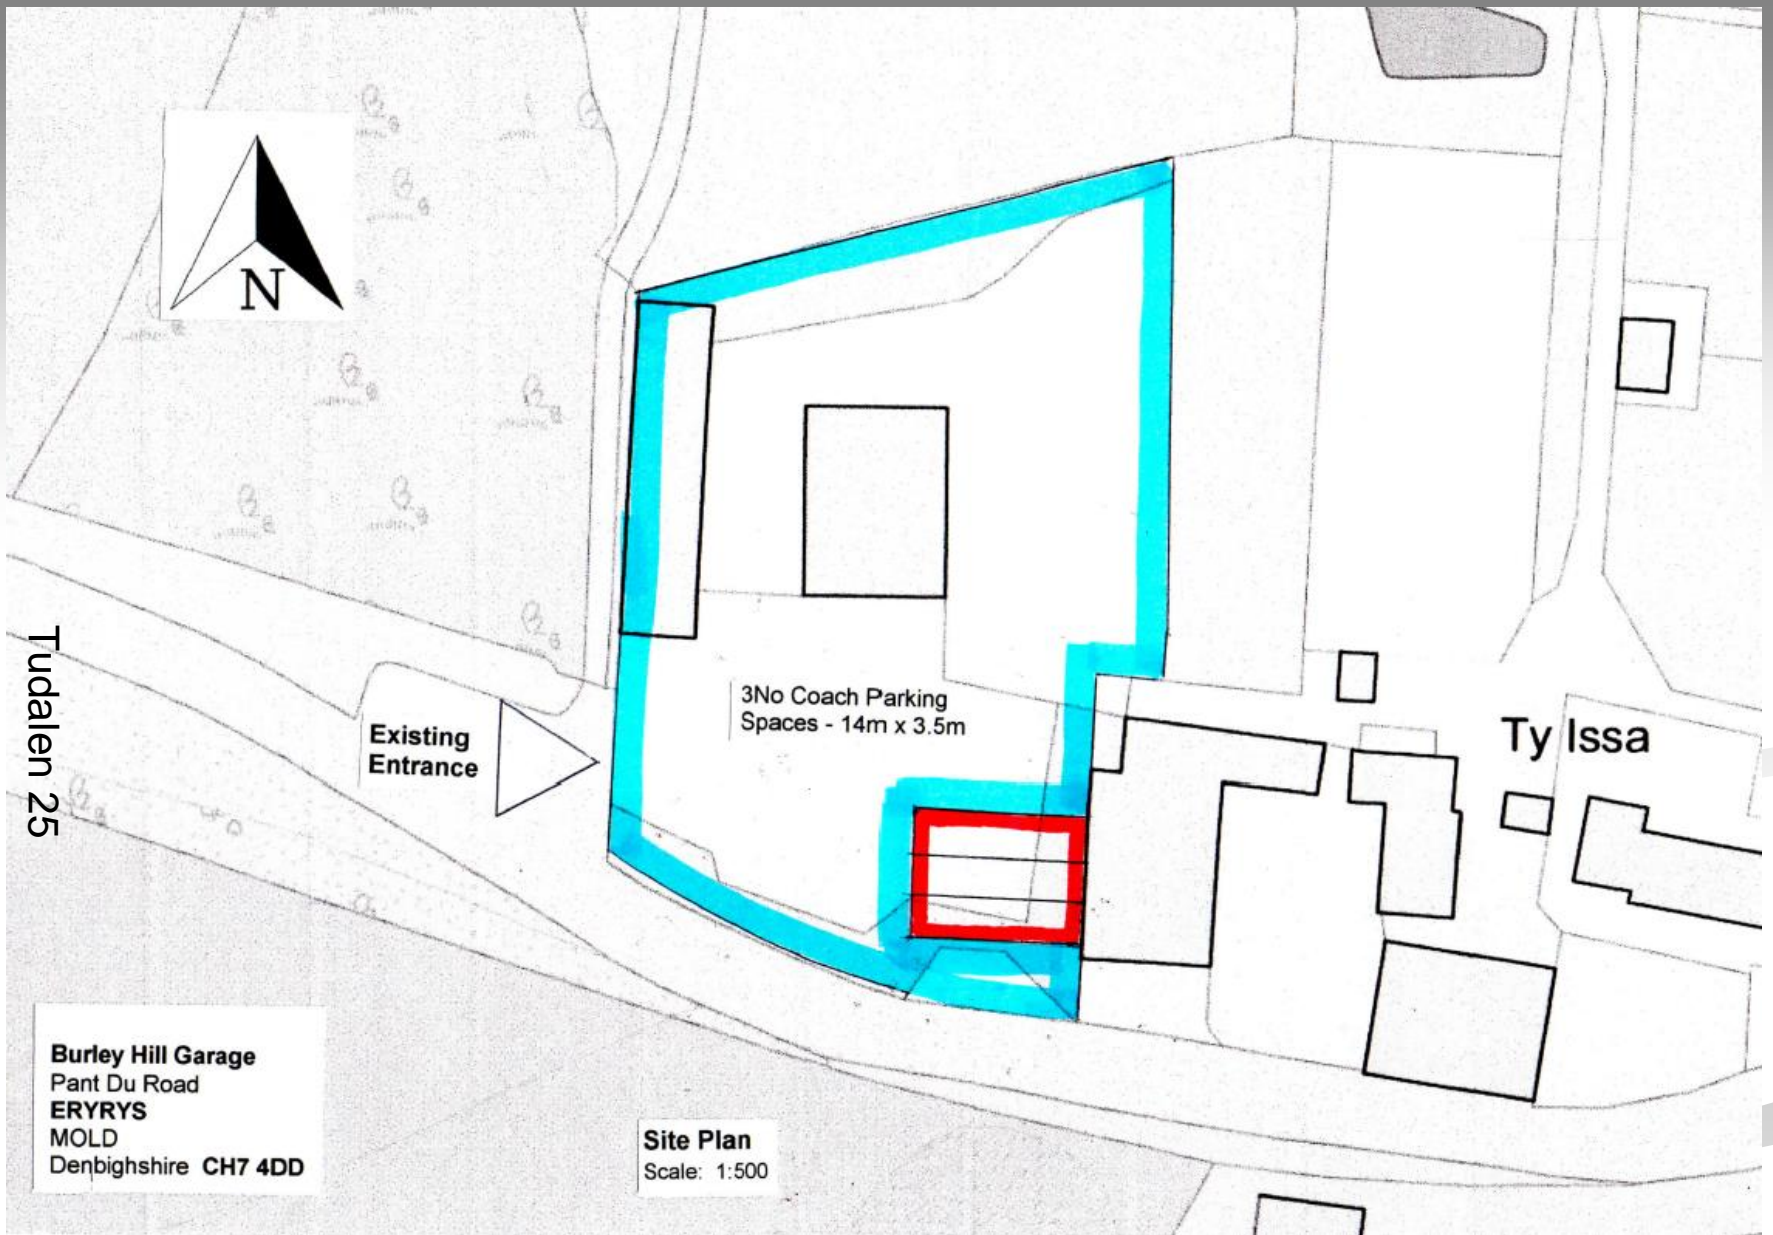 N
3No Coach Parking
Spaces - 14m x 3.5m
Existing
Entrance
Ty Issa
Tudalen 25
Burley Hill Garage
Pant Du Road
ERYRYS
MOLD
Denbighshire CH7 4DD
Site Plan
Scale: 1:500